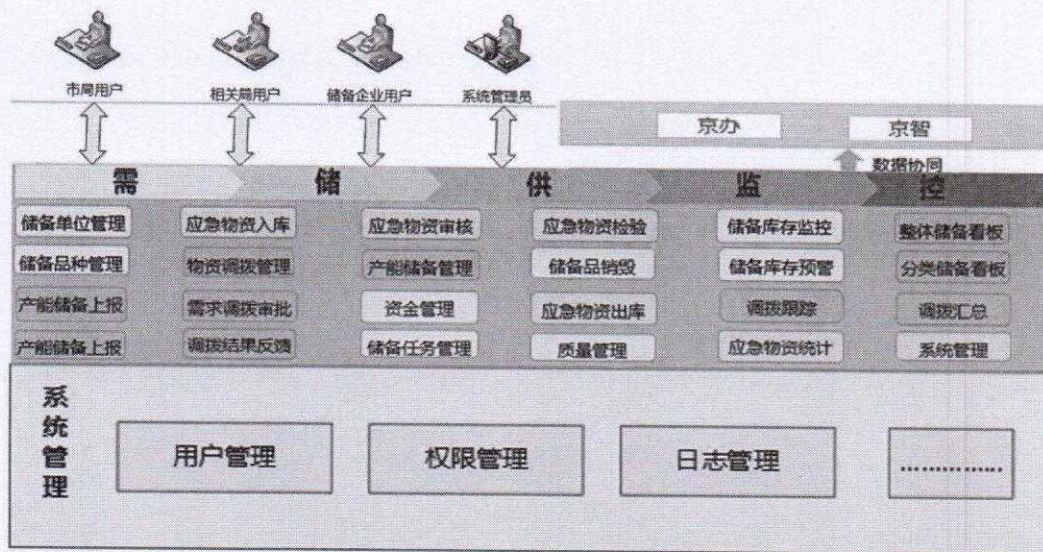 市局用户 相关局用户 储备企业用户 系统管理员
京办 京智
数据协同
需 储 供 监 控
储备单位管理 应急物资入库 应急物资审核 应急物资检验 储备库存监控 整体储备看板
储备品种管理 物资调拨管理 产能储备管理 储备品销毁 储备库存预警 分类储备看板
产能储备上报 需求调拨审批 资金管理 应急物资出库 调拨跟踪 调拨汇总
产能储备上报 调拨结果反馈 储备任务管理 质量管理 应急物资统计 系统管理
系统管理
用户管理 权限管理 日志管理 ……………